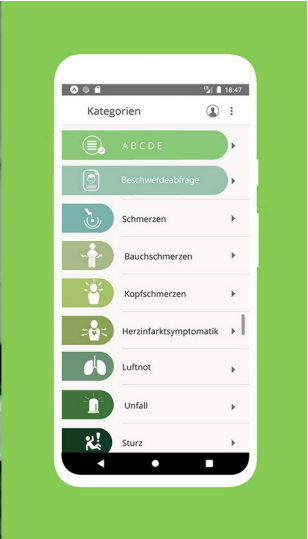 18:47
Kategorien
A B C D E
Beschwerdeabfrage
Schmerzen
Bauchschmerzen
Kopfschmerzen
Herzinfarktsymptomatik
Luftnot
Unfall
Sturz